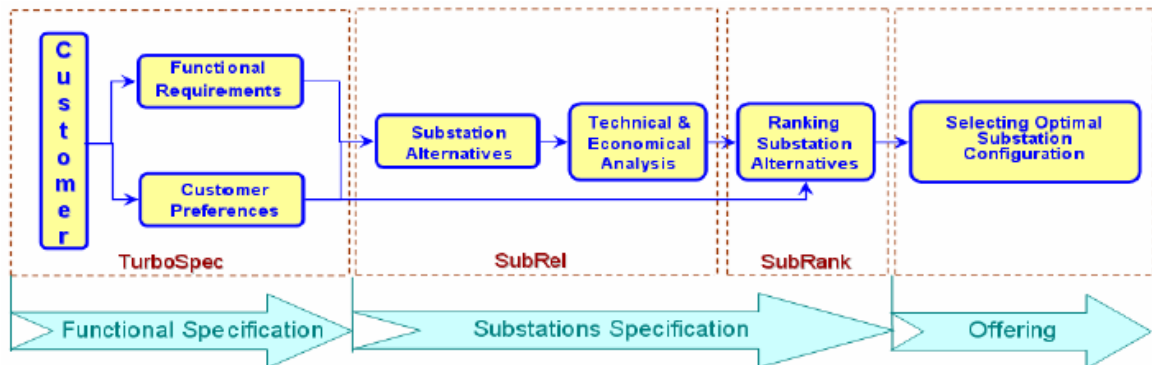 Customer
Functional
Requirements
Customer
Preferences
TurboSpec
Substation
Alternatives
Technical &
Economical
Analysis
SubRel
Ranking
Substation
Alternatives
SubRank
Selecting Optimal
Substation
Configuration
Functional Specification
Substations Specification
Offering